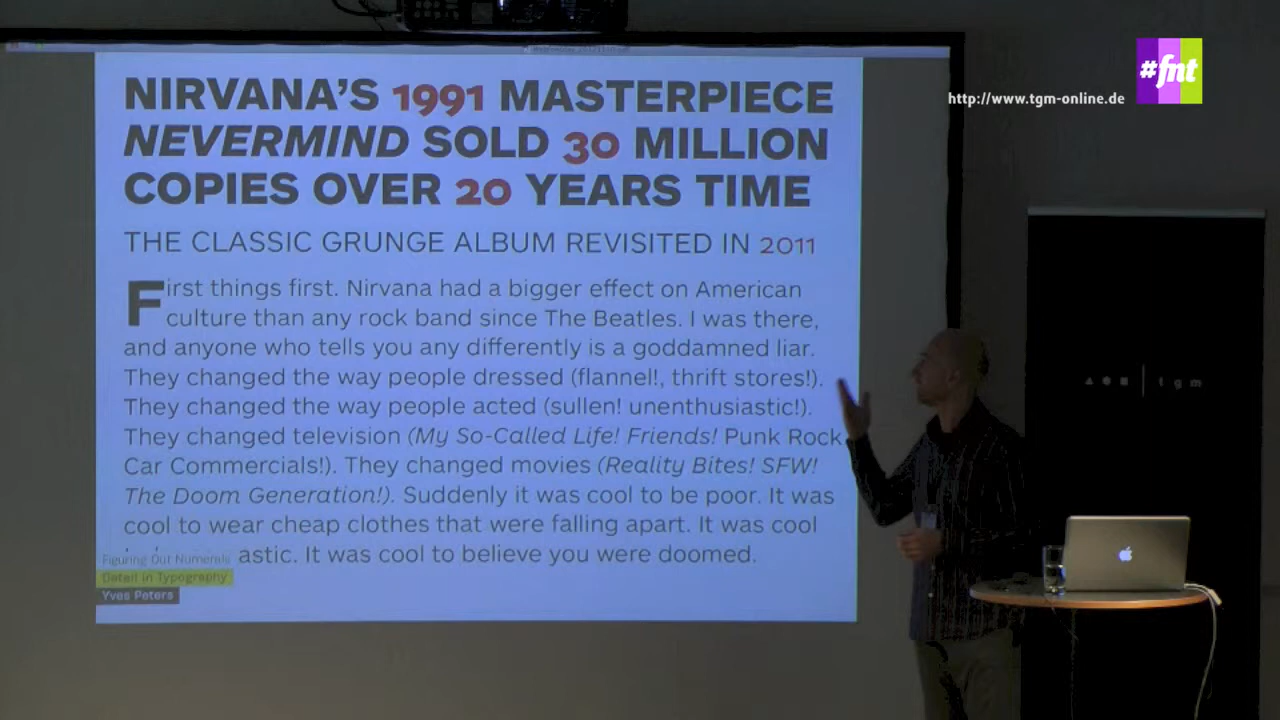 #fnt
http://www.tgm-online.de
NIRVANA'S 1991 MASTERPIECE
NEVERMIND SOLD 30 MILLION
COPIES OVER 20 YEARS TIME
THE CLASSIC GRUNGE ALBUM REVISITED IN 2011
First things first. Nirvana had a bigger effect on American
culture than any rock band since The Beatles. I was there,
and anyone who tells you any differently is a goddamned liar.
They changed the way people dressed (flannel!, thrift stores!).
They changed the way people acted (sullen! unenthusiastic!).
They changed television (My So-Called Life! Friends! Punk Rock
Car Commercials!). They changed movies (Reality Bites! SFW!
The Doom Generation!). Suddenly it was cool to be poor. It was
cool to wear cheap clothes that were falling apart. It was cool
astic. It was cool to believe you were doomed.
Figuring Out Numerals
Detail in Typography
Yves Peters
tgm